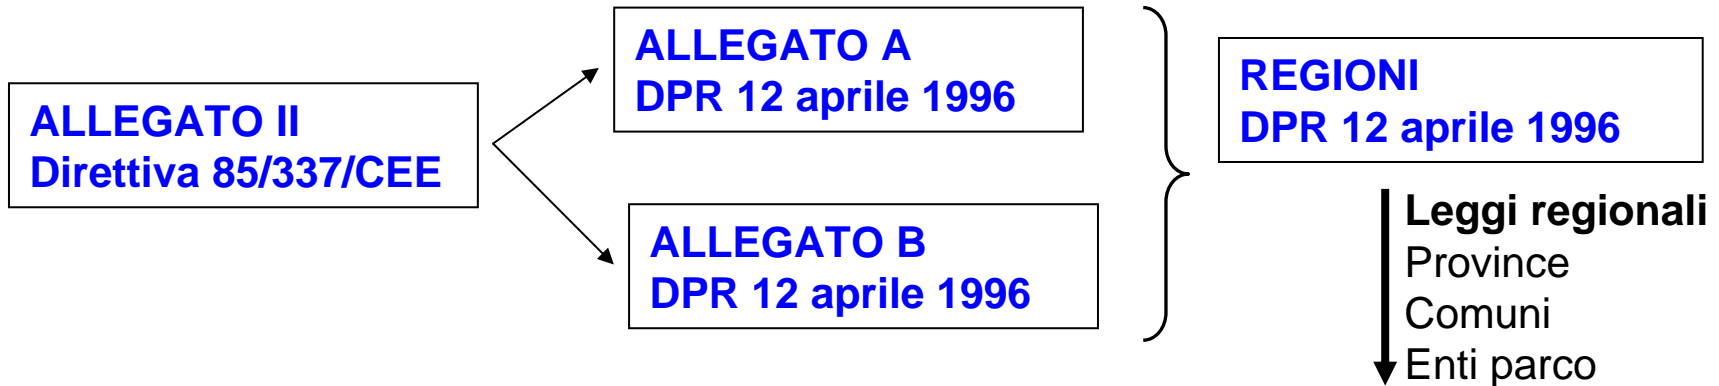 ALLEGATO II
Direttiva 85/337/CEE
ALLEGATO A
DPR 12 aprile 1996
ALLEGATO B
DPR 12 aprile 1996
REGIONI
DPR 12 aprile 1996
Leggi regionali
Province
Comuni
Enti parco